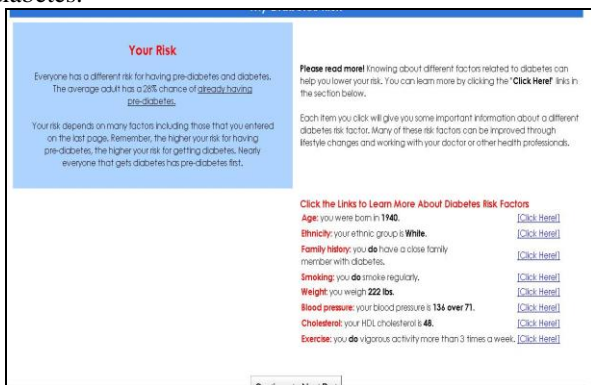 diabetes.
My Diabetes Risk
Your Risk
Everyone has a different risk for having pre-diabetes and diabetes.
The average adult has a 28% chance of already having
pre-diabetes.
Your risk depends on many factors including those that you entered
on the last page. Remember, the higher your risk for having
pre-diabetes, the higher your risk for getting diabetes. Nearly
everyone that gets diabetes has pre-diabetes first.
Please read more! Knowing about different factors related to diabetes can
help you lower your risk. You can learn more by clicking the "Click Here!" links in
the section below.
Each item you click will give you some important information about a different
diabetes risk factor. Many of these risk factors can be improved through
lifestyle changes and working with your doctor or other health professionals.
Click the Links to Learn More About Diabetes Risk Factors
Age: you were born in 1940. [Click Here!]
Ethnicity: your ethnic group is White. [Click Here!]
Family history: you do have a close family
member with diabetes. [Click Here!]
Smoking: you do smoke regularly. [Click Here!]
Weight: you weigh 222 lbs. [Click Here!]
Blood pressure: your blood pressure is 136 over 71. [Click Here!]
Cholesterol: your HDL cholesterol is 48. [Click Here!]
Exercise: you do vigorous activity more than 3 times a week. [Click Here!]